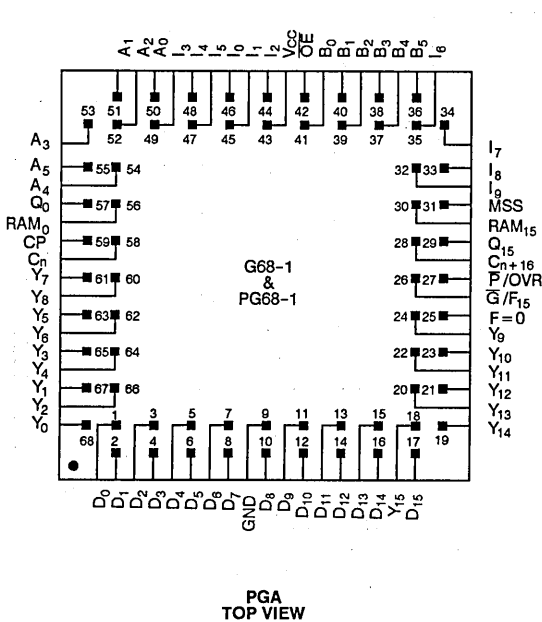 A1 A2 A0 I3 I4 I5 I0 I1 I2 VCC O̅E̅ B0 B1 B2 B3 B4 B5 I6
53 51 50 48 46 44 42 40 38 36 34
52 49 47 45 43 41 39 37 35
A3 I7
A5 55 54 32 33 I8
A4 I9
Q0 57 56 30 31 MSS
RAM0 RAM15
CP 59 58 28 29 Q15
Cn Cn+16
Y7 61 60 G68-1 26 27 P̅/OVR
Y8 & G̅/F15
PG68-1
Y5 63 62 24 25 F=0
Y6 Y9
Y3 65 64 22 23 Y10
Y4 Y11
Y1 67 66 20 21 Y12
Y2 Y13
Y0 1 3 5 7 9 11 13 15 18 Y14
68 2 4 6 8 10 12 14 16 17 19
D0 D1 D2 D3 D4 D5 D6 D7 GND D8 D9 D10 D11 D12 D13 D14 Y15 D15
PGA
TOP VIEW